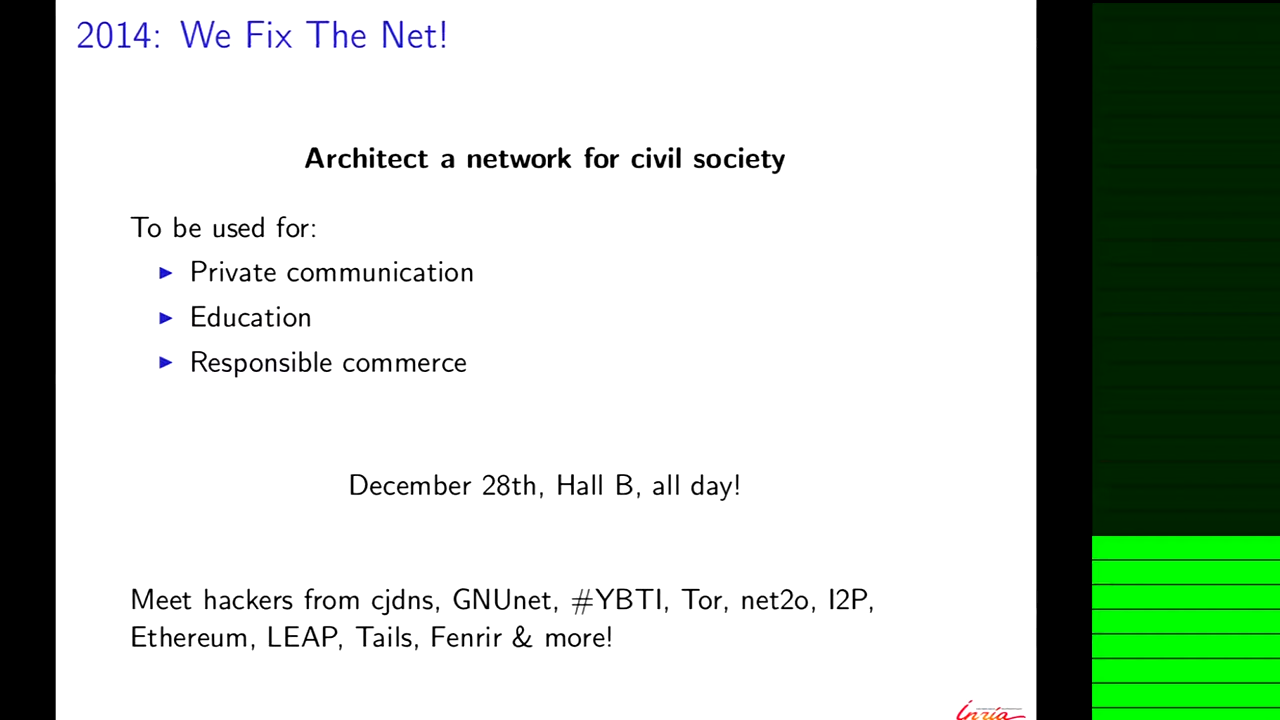 2014: We Fix The Net!
Architect a network for civil society
To be used for:
Private communication
Education
Responsible commerce
December 28th, Hall B, all day!
Meet hackers from cjdns, GNUnet, #YBTI, Tor, net2o, I2P,
Ethereum, LEAP, Tails, Fenrir & more!
Inria